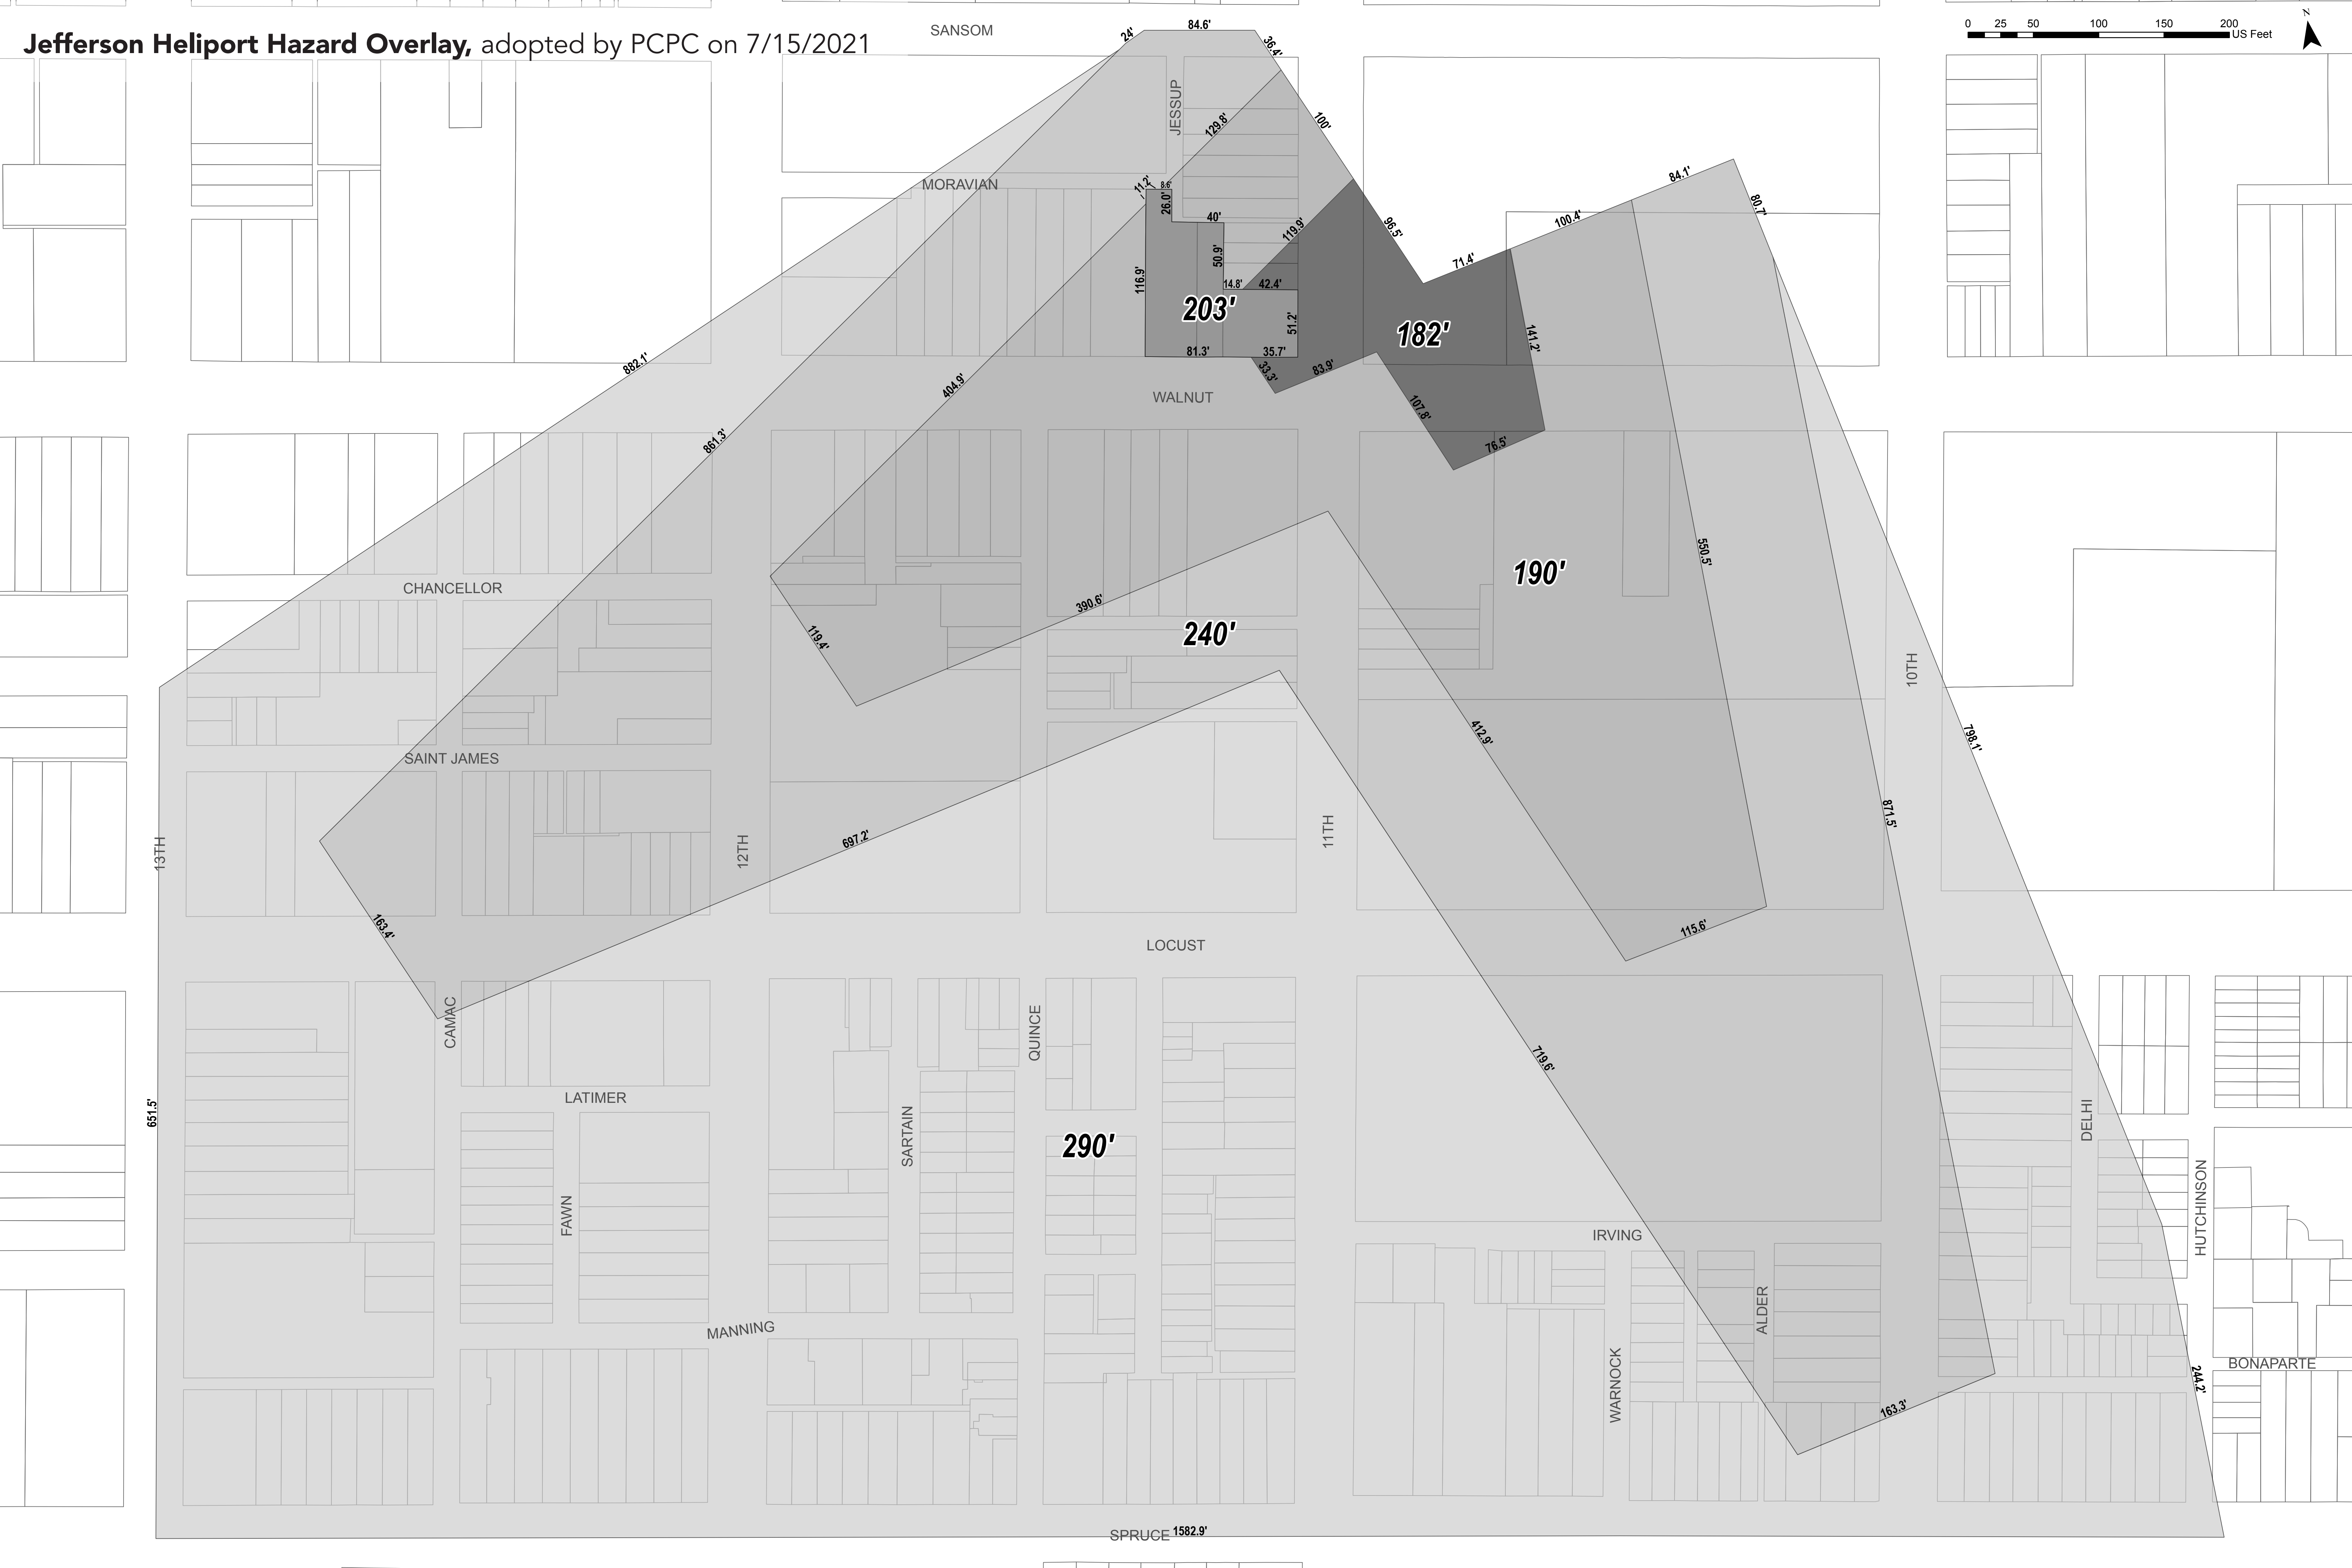 Jefferson Heliport Hazard Overlay, adopted by PCPC on 7/15/2021
0 25 50 100 150 200
US Feet
N
SANSOM
24'
84.6'
36.4'
JESSUP
129.8'
100'
MORAVIAN
11.2'
8.6'
26.0'
40'
119.9'
96.5'
84.1'
80.7'
100.4'
71.4'
116.9'
50.9'
14.8'
42.4'
203'
51.2'
182'
141.2'
81.3'
35.7'
33.3'
83.9'
882.1'
404.9'
WALNUT
107.8'
76.5'
861.3'
CHANCELLOR
119.4'
390.6'
240'
190'
550.5'
10TH
SAINT JAMES
412.9'
798.1'
13TH
12TH
697.2'
11TH
871.5'
163.4'
115.6'
LOCUST
CAMAC
QUINCE
719.6'
651.5'
LATIMER
SARTAIN
290'
DELHI
FAWN
IRVING
HUTCHINSON
MANNING
ALDER
WARNOCK
BONAPARTE
244.2'
163.3'
SPRUCE 1582.9'